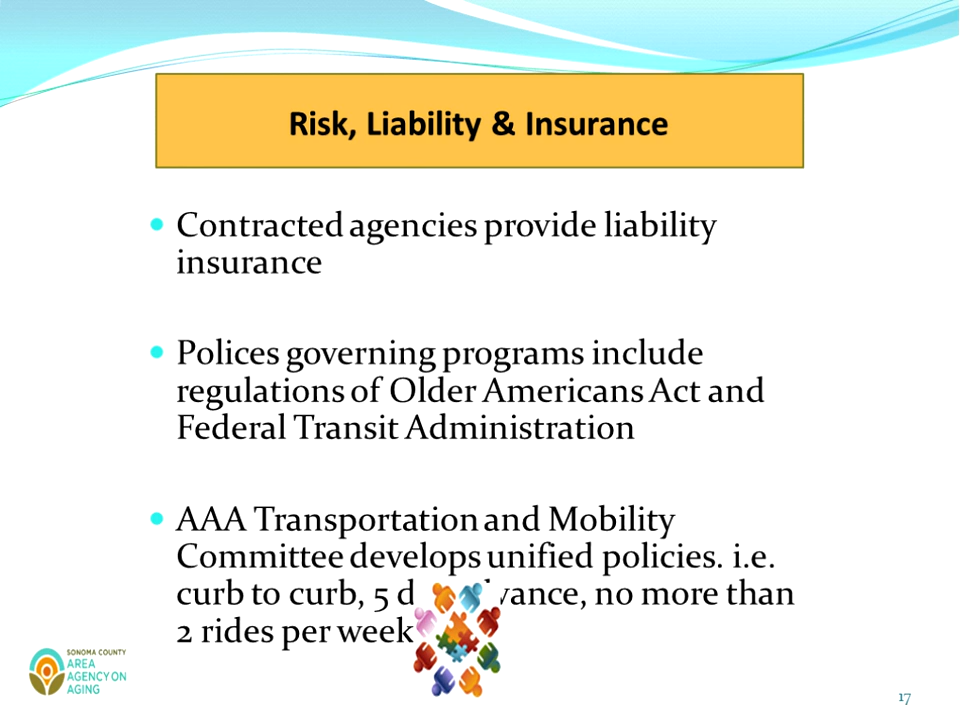 Risk, Liability & Insurance
Contracted agencies provide liability
insurance
Polices governing programs include
regulations of Older Americans Act and
Federal Transit Administration
AAA Transportation and Mobility
Committee develops unified policies. i.e.
curb to curb, 5 d vance, no more than
2 rides per week
SONOMA COUNTY
AREA
AGENCY ON
AGING
17